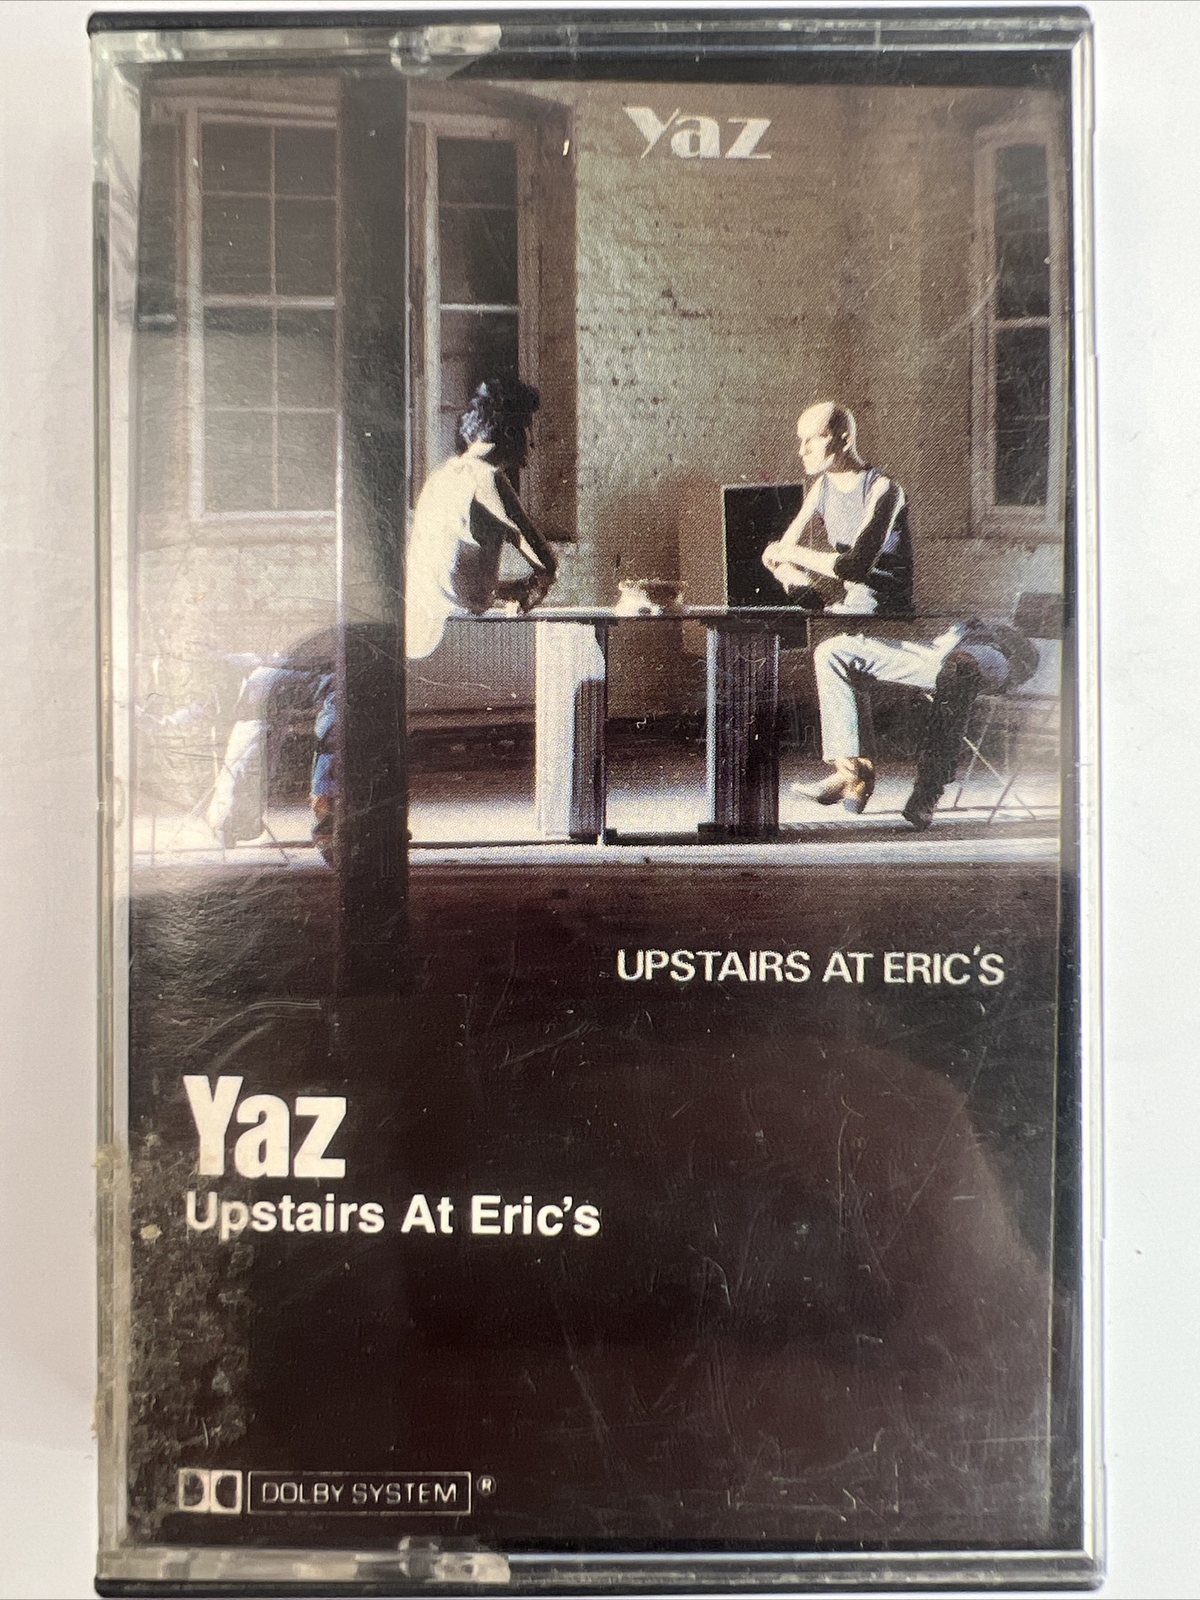 Yaz
UPSTAIRS AT ERIC'S
Yaz
Upstairs At Eric's
DOLBY SYSTEM ®